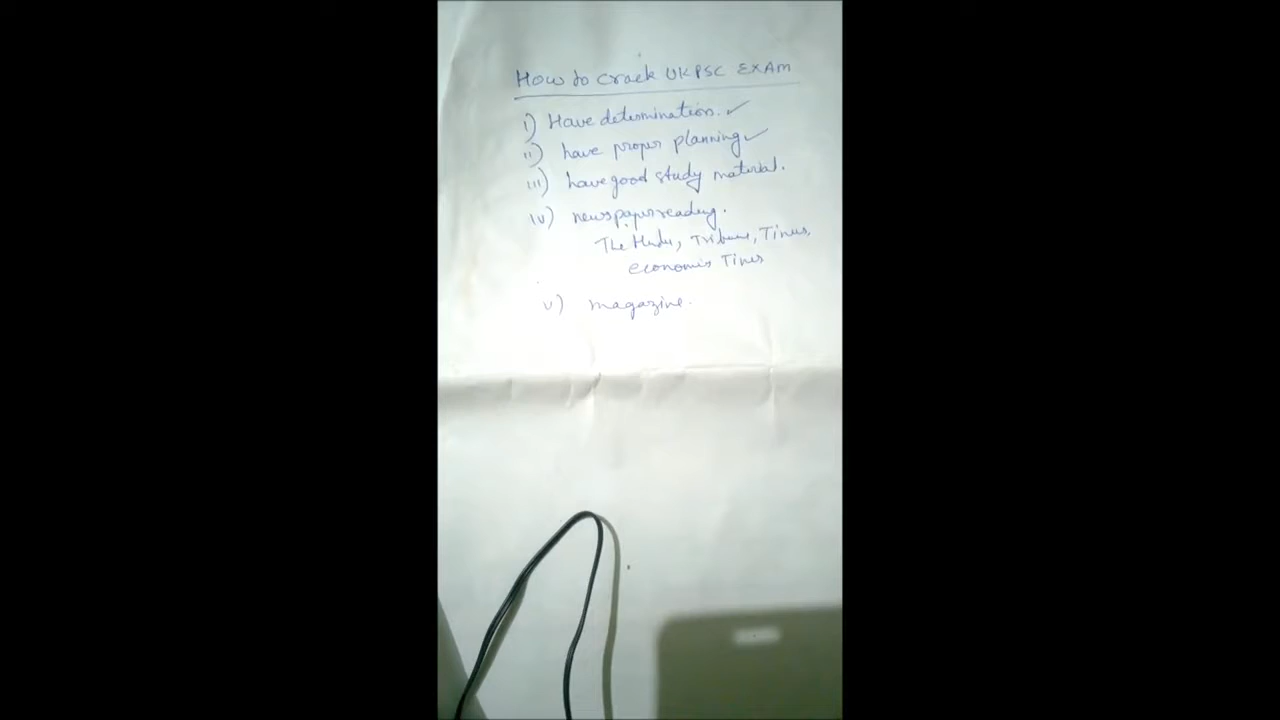 How to crack UKPSC EXAM
i) Have determination. ✓
ii) have proper planning ✓
iii) have good study material.
iv) newspaper reading.
The Hindu, Tribune, Times,
economis Times
v) magazine.